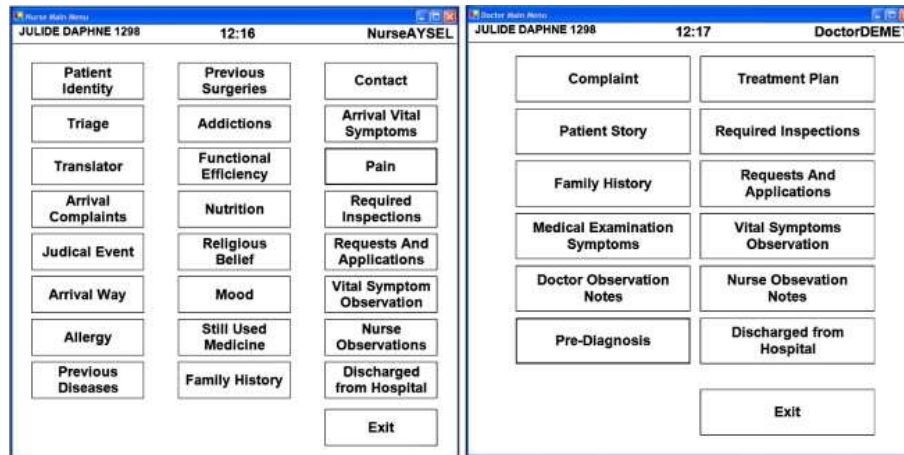 Nurse Main Menu
JULIDE DAPHNE 1298 12:16 NurseAYSEL
Patient
Identity
Triage
Translator
Arrival
Complaints
Judical Event
Arrival Way
Allergy
Previous
Diseases
Previous
Surgeries
Addictions
Functional
Efficiency
Nutrition
Religious
Belief
Mood
Still Used
Medicine
Family History
Contact
Arrival Vital
Symptoms
Pain
Required
Inspections
Requests And
Applications
Vital Symptom
Observation
Nurse
Observations
Discharged
from Hospital
Exit
Doctor Main Menu
JULIDE DAPHNE 1298 12:17 DoctorDEMET
Complaint
Patient Story
Family History
Medical Examination
Symptoms
Doctor Observation
Notes
Pre-Diagnosis
Treatment Plan
Required Inspections
Requests And
Applications
Vital Symptoms
Observation
Nurse Obsevation
Notes
Discharged from
Hospital
Exit